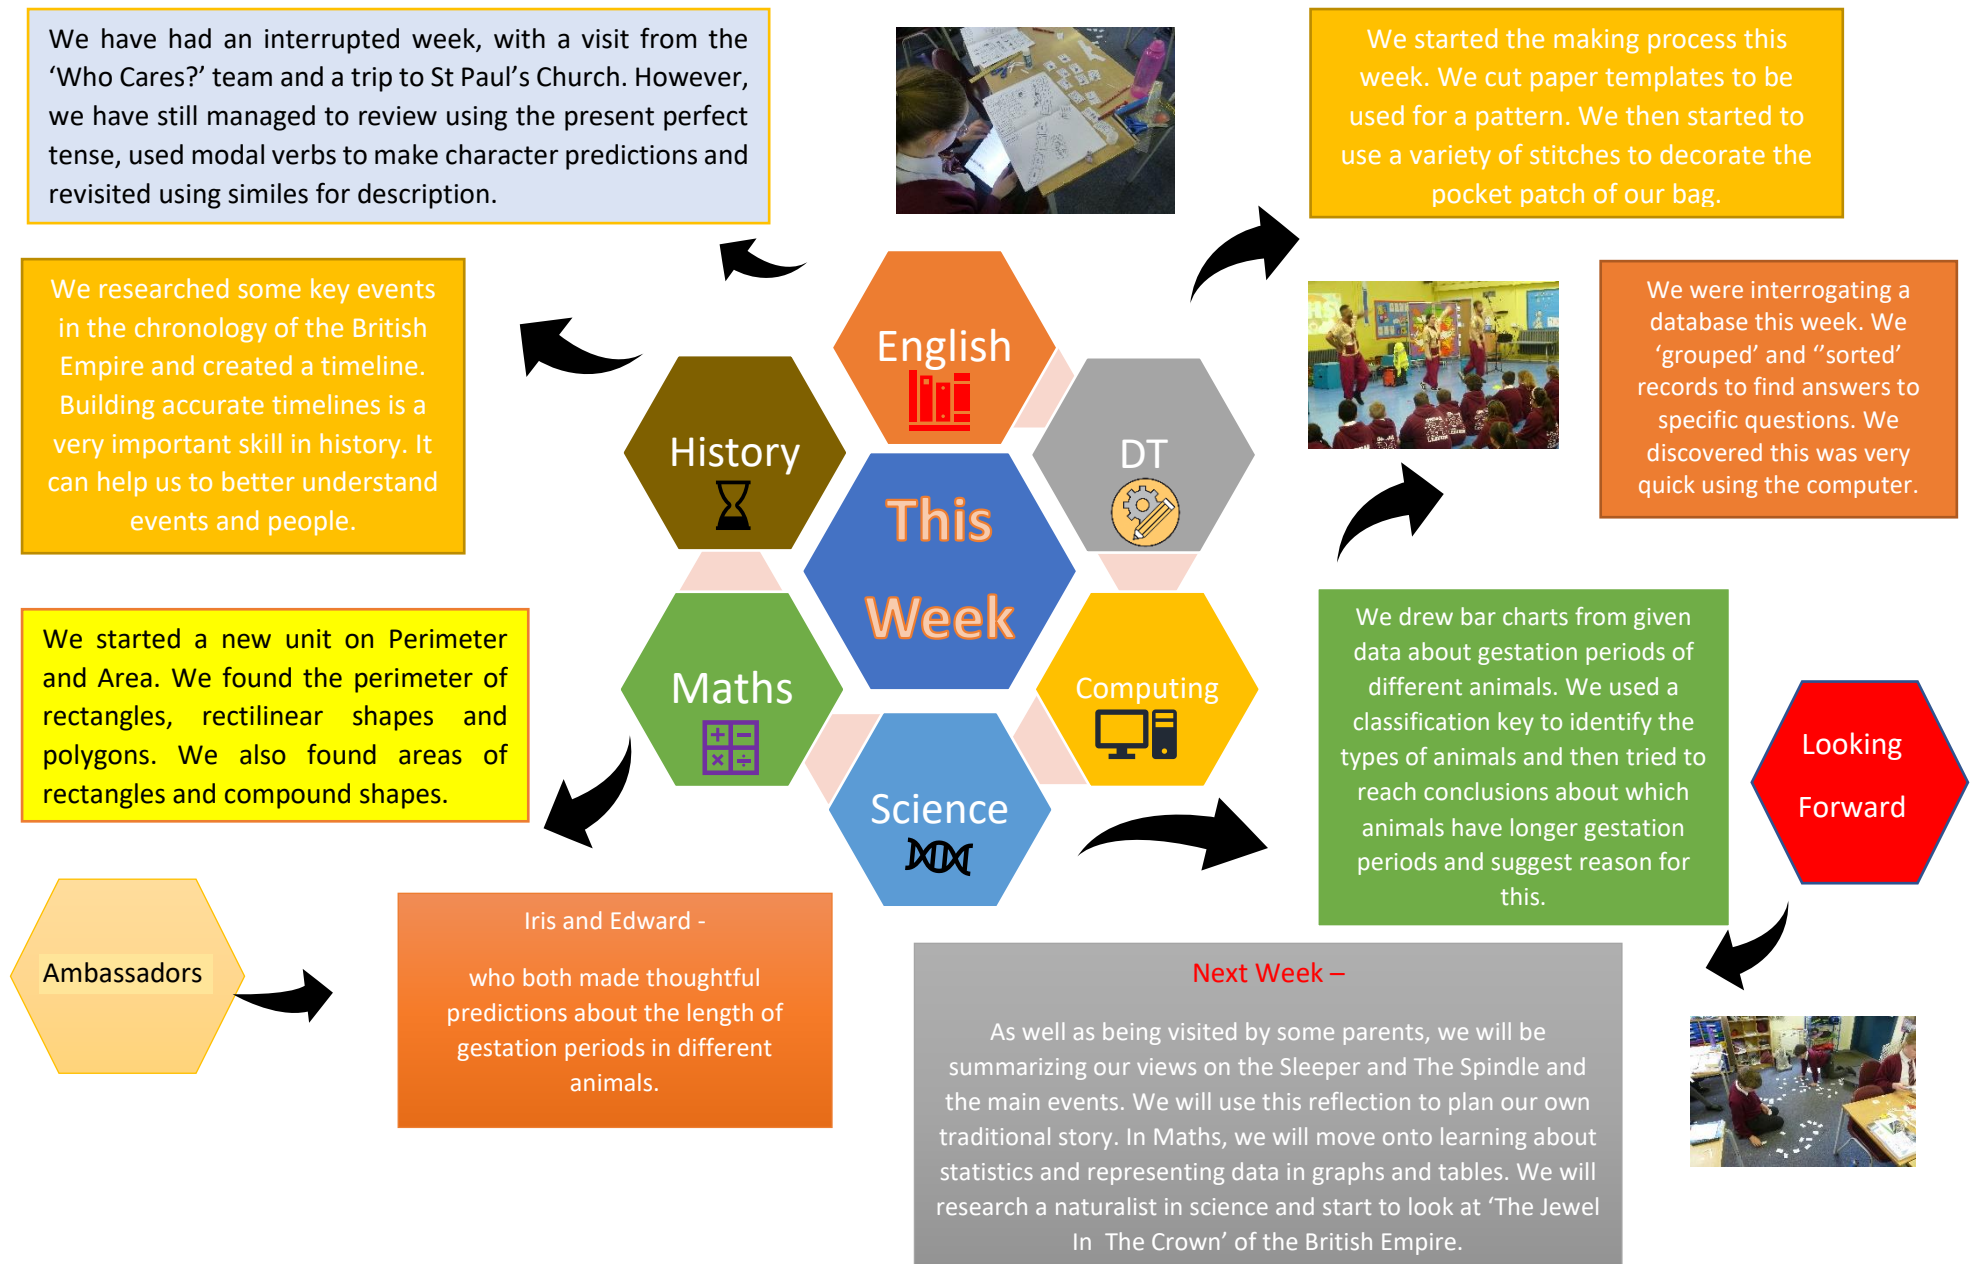 We have had an interrupted week, with a visit from the
‘Who Cares?’ team and a trip to St Paul’s Church. However,
we have still managed to review using the present perfect
tense, used modal verbs to make character predictions and
revisited using similes for description.
We started the making process this
week. We cut paper templates to be
used for a pattern. We then started to
use a variety of stitches to decorate the
pocket patch of our bag.
We researched some key events
in the chronology of the British
Empire and created a timeline.
Building accurate timelines is a
very important skill in history. It
can help us to better understand
events and people.
We were interrogating a
database this week. We
‘grouped’ and ‘’sorted’
records to find answers to
specific questions. We
discovered this was very
quick using the computer.
English
History
DT
This
Week
Maths
Computing
Science
We started a new unit on Perimeter
and Area. We found the perimeter of
rectangles, rectilinear shapes and
polygons. We also found areas of
rectangles and compound shapes.
We drew bar charts from given
data about gestation periods of
different animals. We used a
classification key to identify the
types of animals and then tried to
reach conclusions about which
animals have longer gestation
periods and suggest reason for
this.
Looking
Forward
Ambassadors
Iris and Edward -
who both made thoughtful
predictions about the length of
gestation periods in different
animals.
Next Week –
As well as being visited by some parents, we will be
summarizing our views on the Sleeper and The Spindle and
the main events. We will use this reflection to plan our own
traditional story. In Maths, we will move onto learning about
statistics and representing data in graphs and tables. We will
research a naturalist in science and start to look at ‘The Jewel
In The Crown’ of the British Empire.